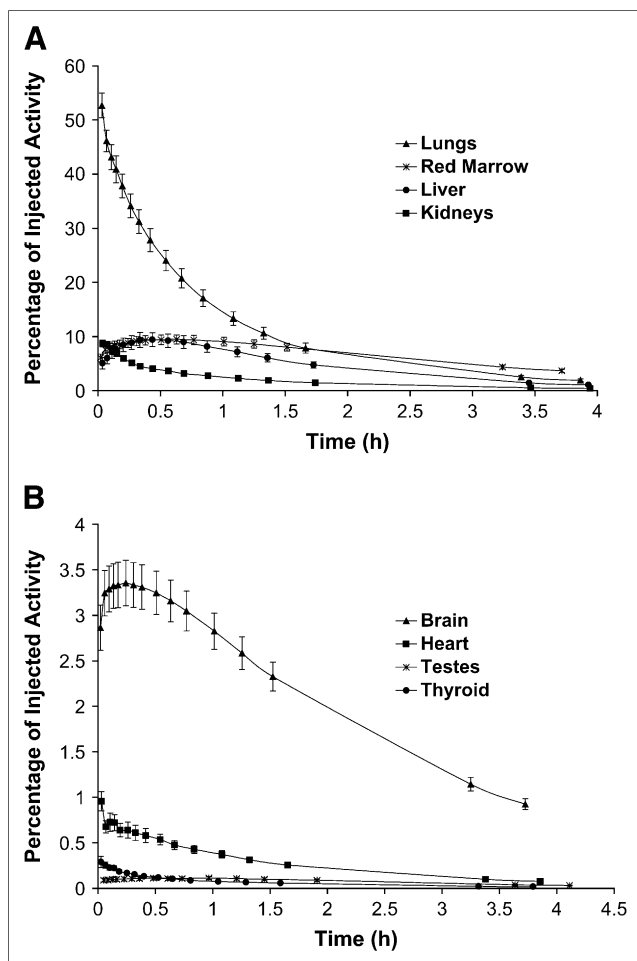 A
Percentage of Injected Activity
60
50
40
30
20
10
0
Lungs
Red Marrow
Liver
Kidneys
0 0.5 1 1.5 2 2.5 3 3.5 4
Time (h)
B
Percentage of Injected Activity
4
3.5
3
2.5
2
1.5
1
0.5
0
Brain
Heart
Testes
Thyroid
0 0.5 1 1.5 2 2.5 3 3.5 4 4.5
Time (h)